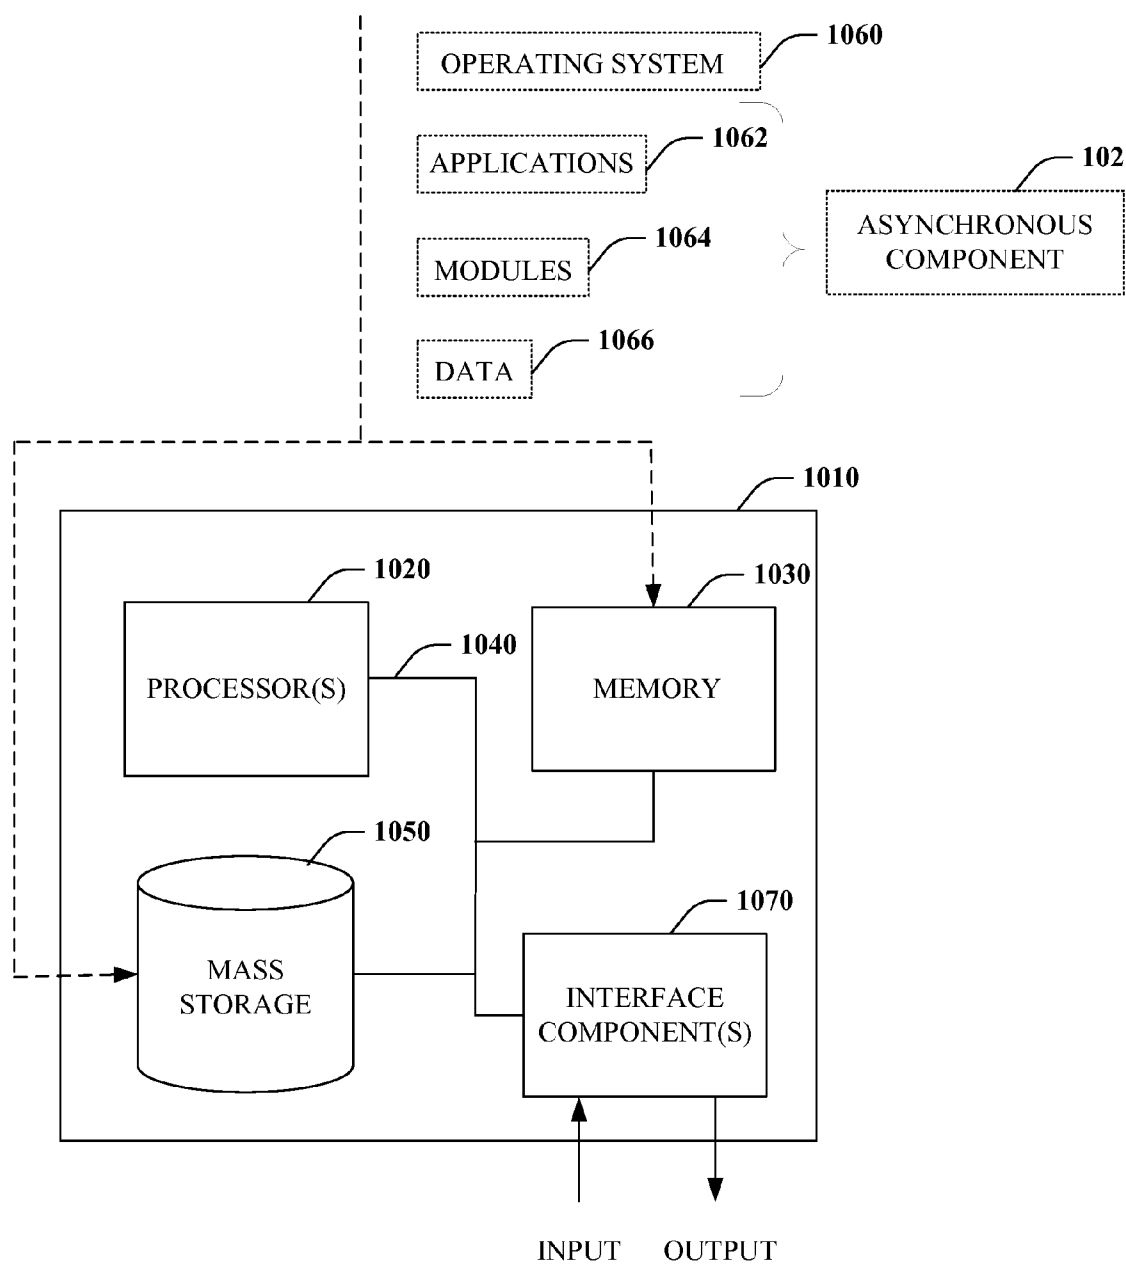 1060
OPERATING SYSTEM
1062
APPLICATIONS
102
ASYNCHRONOUS
COMPONENT
1064
MODULES
1066
DATA
1010
1020
1030
PROCESSOR(S)
1040
MEMORY
1050
1070
MASS
STORAGE
INTERFACE
COMPONENT(S)
INPUT
OUTPUT